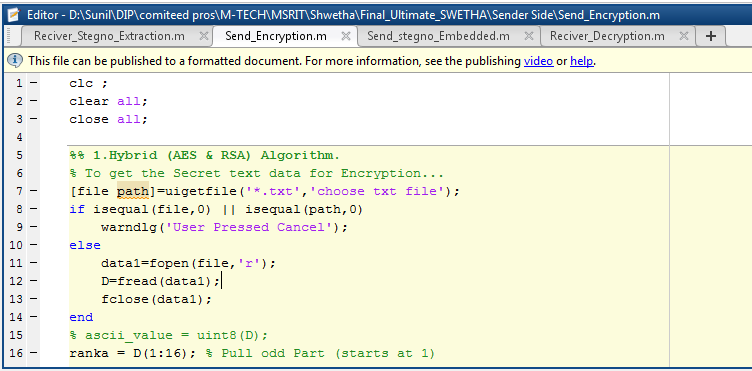 Editor - D:\Sunil\DIP\comiteed pros\M-TECH\MSRIT\Shwetha\Final_Ultimate_SWETHA\Sender Side\Send_Encryption.m
Reciver_Stegno_Extraction.m Send_Encryption.m Send_stegno_Embedded.m Reciver_Decryption.m
This file can be published to a formatted document. For more information, see the publishing video or help.
1 - clc ;
2 - clear all;
3 - close all;
4
5 %% 1.Hybrid (AES & RSA) Algorithm.
6 % To get the Secret text data for Encryption...
7 - [file path]=uigetfile('*.txt','choose txt file');
8 - if isequal(file,0) || isequal(path,0)
9 - warndlg('User Pressed Cancel');
10 - else
11 - data1=fopen(file,'r');
12 - D=fread(data1);
13 - fclose(data1);
14 - end
15 % ascii_value = uint8(D);
16 - ranka = D(1:16); % Pull odd Part (starts at 1)